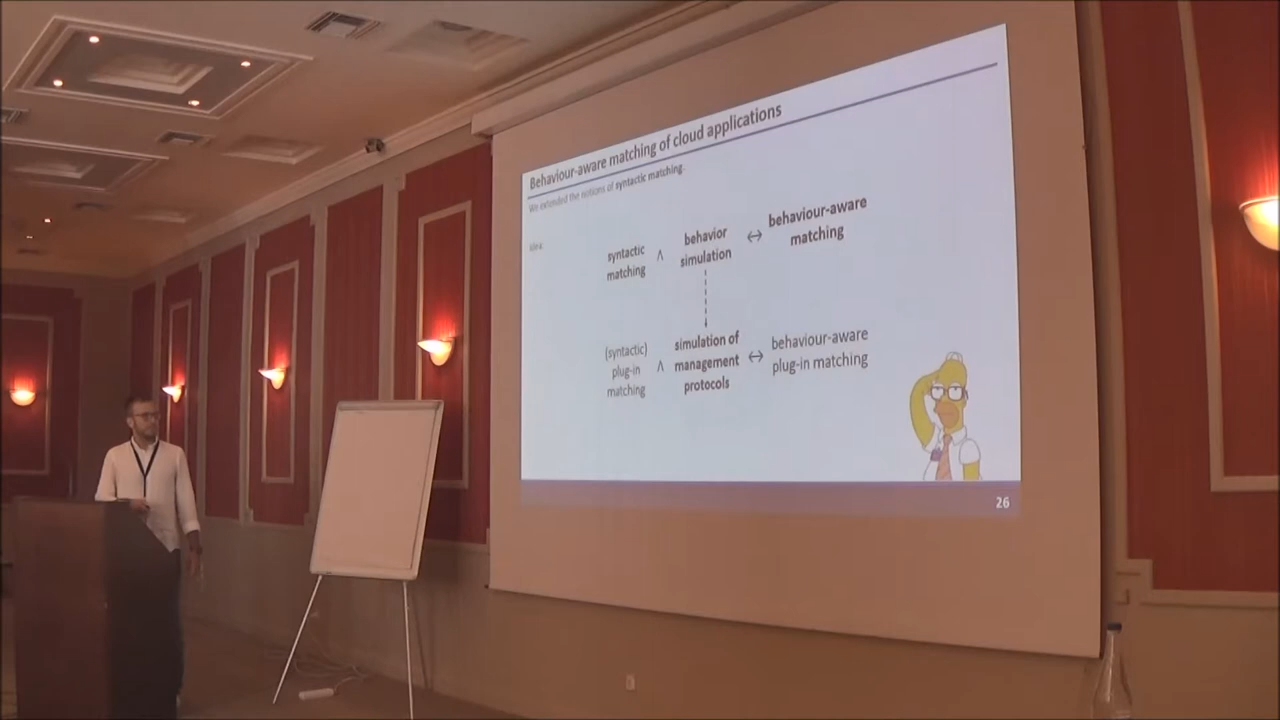 Behaviour-aware matching of cloud applications
We extended the notions of syntactic matching.
Idea
syntactic matching ∧ behavior simulation ↔ behaviour-aware matching
(syntactic) plug-in matching ∧ simulation of management protocols ↔ behaviour-aware plug-in matching
26